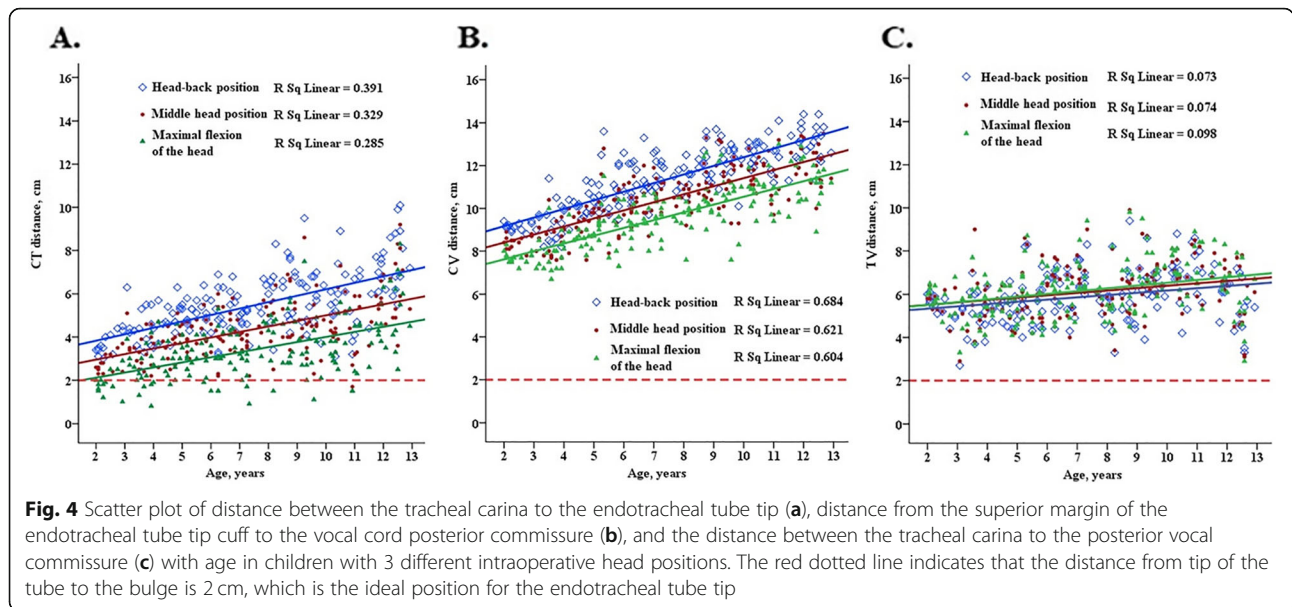 A.
16
14
12
10
8
6
4
2
0
CT distance, cm
Head-back position R Sq Linear = 0.391
Middle head position R Sq Linear = 0.329
Maximal flexion
of the head R Sq Linear = 0.285
2 3 4 5 6 7 8 9 10 11 12 13
Age, years
B.
16
14
12
10
8
6
4
2
0
CV distance, cm
Head-back position R Sq Linear = 0.684
Middle head position R Sq Linear = 0.621
Maximal flexion
of the head R Sq Linear = 0.604
2 3 4 5 6 7 8 9 10 11 12 13
Age, years
C.
16
14
12
10
8
6
4
2
0
TV distance, cm
Head-back position R Sq Linear = 0.073
Middle head position R Sq Linear = 0.074
Maximal flexion
of the head R Sq Linear = 0.098
2 3 4 5 6 7 8 9 10 11 12 13
Age, years
Fig. 4 Scatter plot of distance between the tracheal carina to the endotracheal tube tip (a), distance from the superior margin of the
endotracheal tube tip cuff to the vocal cord posterior commissure (b), and the distance between the tracheal carina to the posterior vocal
commissure (c) with age in children with 3 different intraoperative head positions. The red dotted line indicates that the distance from tip of the
tube to the bulge is 2 cm, which is the ideal position for the endotracheal tube tip